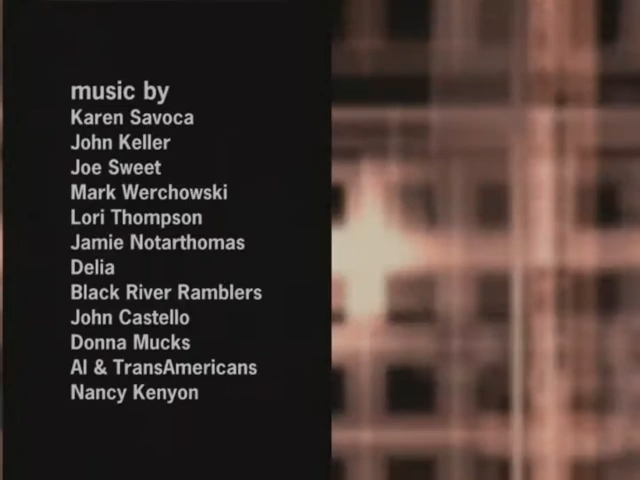 music by
Karen Savoca
John Keller
Joe Sweet
Mark Werchowski
Lori Thompson
Jamie Notarthomas
Delia
Black River Ramblers
John Castello
Donna Mucks
Al & TransAmericans
Nancy Kenyon